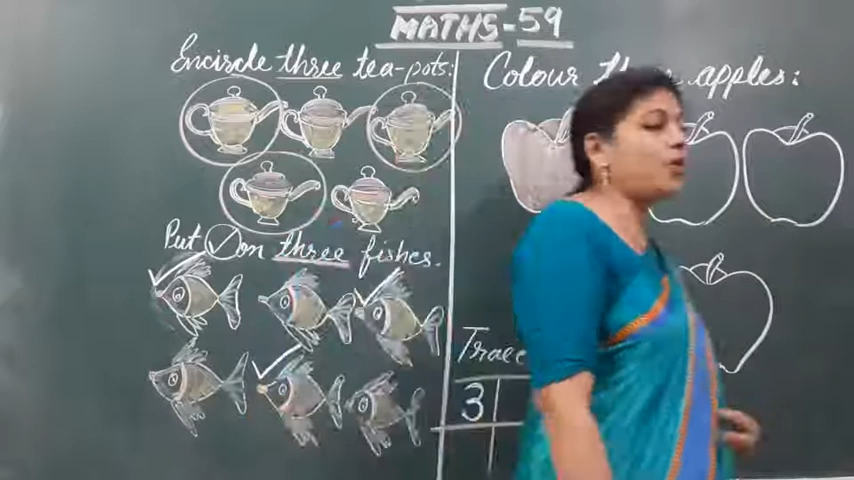 MATHS-59
Encircle three tea-pots:
Colour apples:
Put ✓ on three fishes.
Trace
3